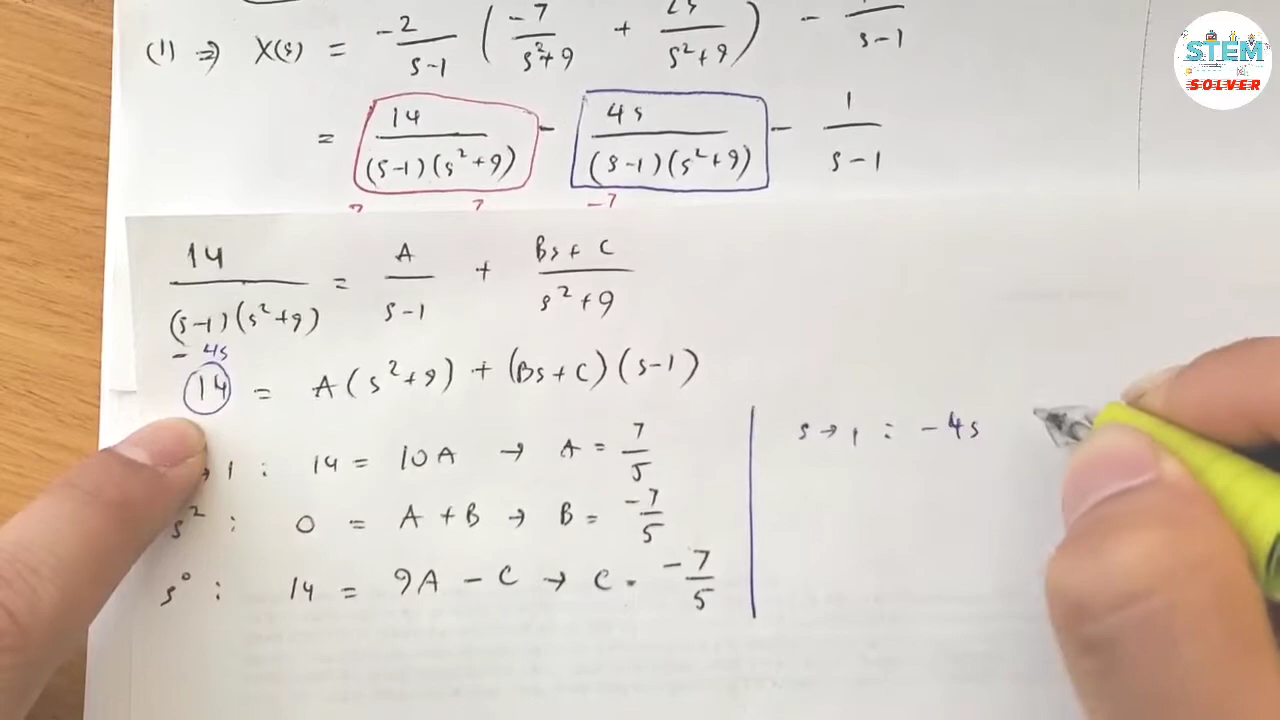 (1) ⇒ X(s) = -2/(s-1) (-7/(s²+9) + 2s/(s²+9)) - 1/(s-1)
STEM
SOLVER
= 14/((s-1)(s²+9)) - 4s/((s-1)(s²+9)) - 1/(s-1)
-7
14/((s-1)(s²+9)) = A/(s-1) + (Bs+C)/(s²+9)
-4s
14 = A(s²+9) + (Bs+C)(s-1)
→ 1 : 14 = 10A → A = 7/5
s² : 0 = A+B → B = -7/5
s⁰ : 14 = 9A - C → C = -7/5
s → 1 : -4s